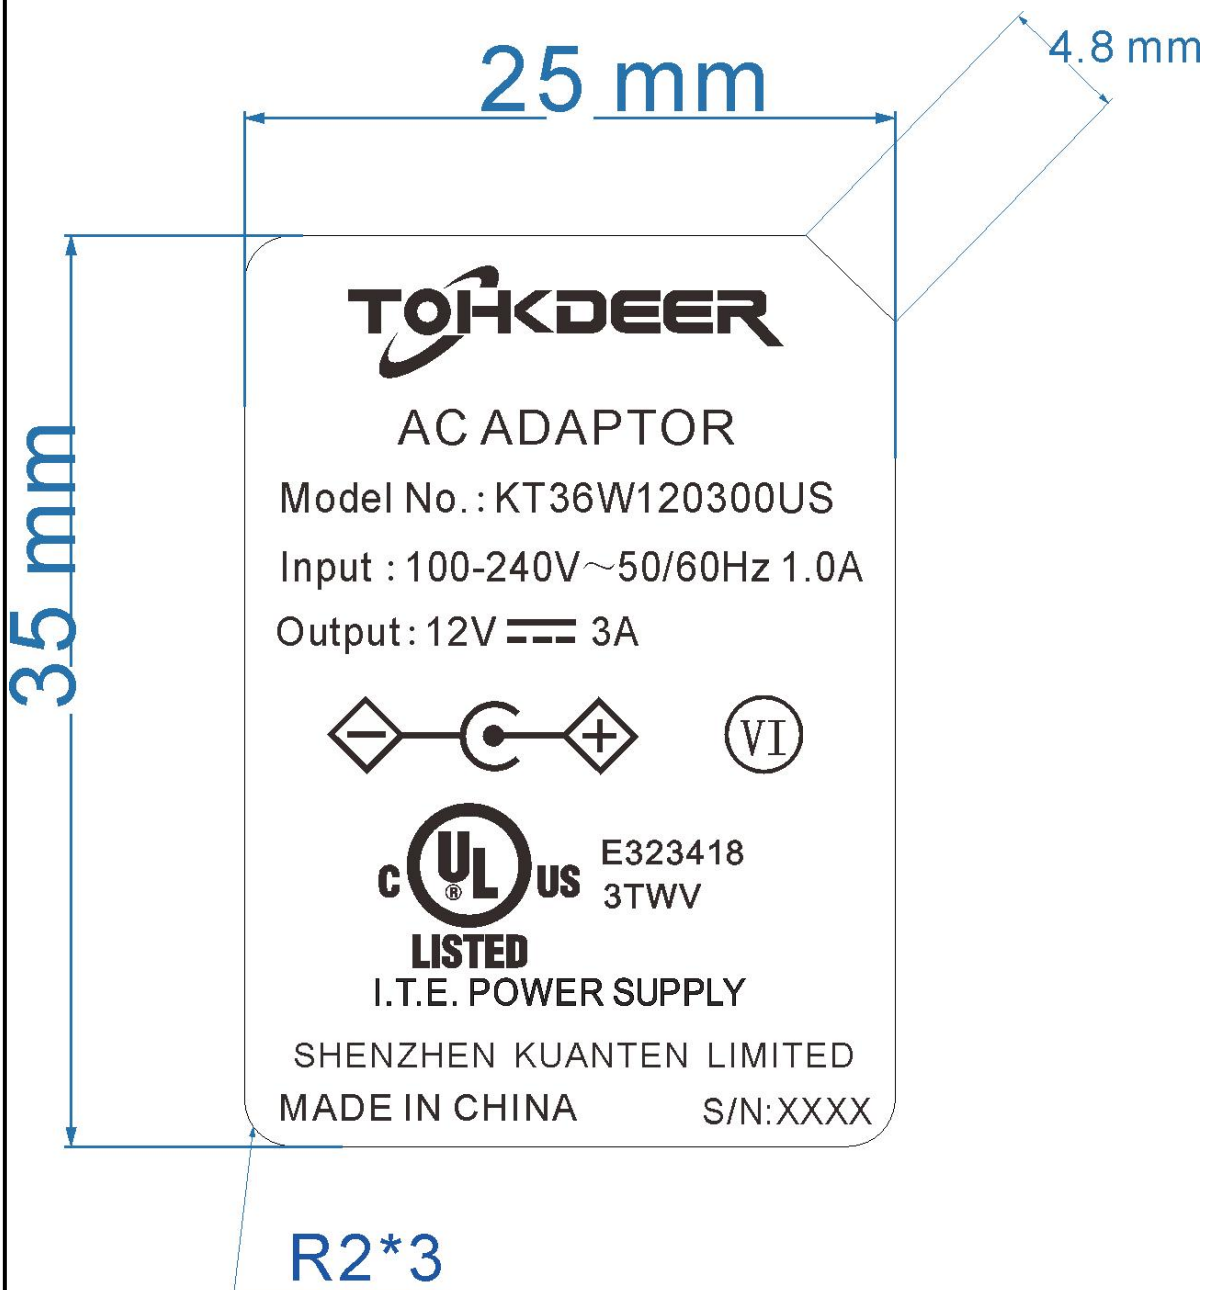 25 mm
4.8 mm
35 mm
TOHKDEER
AC ADAPTOR
Model No.: KT36W120300US
Input : 100-240V～50/60Hz 1.0A
Output: 12V ⎓ 3A
− +
VI
C UL ® US
LISTED
E323418
3TWV
I.T.E. POWER SUPPLY
SHENZHEN KUANTEN LIMITED
MADE IN CHINA
S/N:XXXX
R2*3